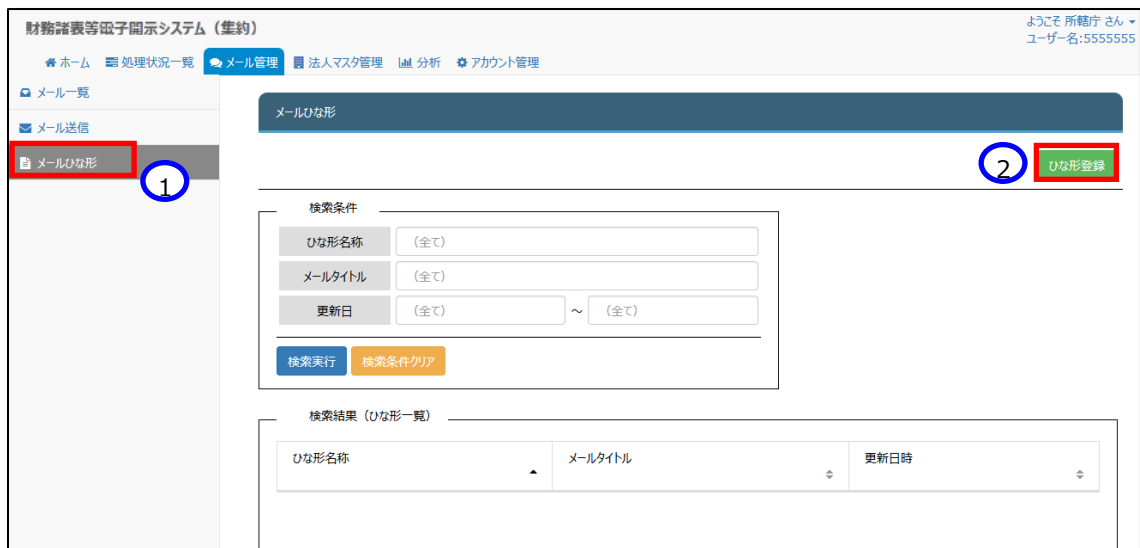 財務諸表等電子開示システム（集約）
ようこそ 所轄庁 さん
ユーザー名:5555555
ホーム 処理状況一覧 メール管理 法人マスタ管理 分析 アカウント管理
メール一覧
メール送信
メールひな形
1
メールひな形
2
ひな形登録
検索条件
ひな形名称 （全て）
メールタイトル （全て）
更新日 （全て） ～ （全て）
検索実行 検索条件クリア
検索結果（ひな形一覧）
ひな形名称 メールタイトル 更新日時